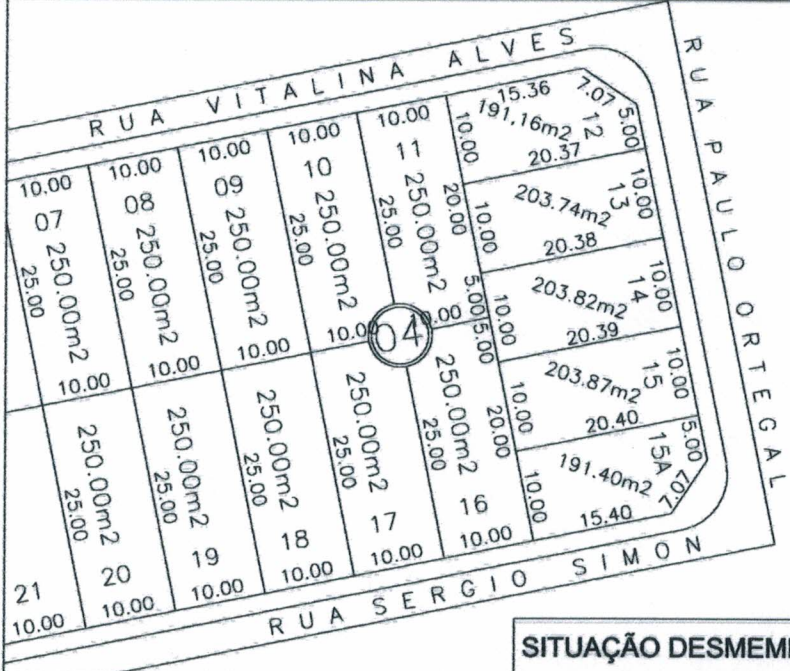 RUA VITALINA ALVES
RUA PAULO ORTEGAL
10.00 10.00 10.00 10.00 10.00 15.36 7.07 5.00
07 250.00m2 25.00 10.00
08 250.00m2 25.00 10.00
09 250.00m2 25.00 10.00
10 250.00m2 25.00 10.00
11 250.00m2 25.00 20.00 5.00 10.00
12 191,16m2 10.00 20.37
13 203.74m2 10.00 10.00 20.38
14 203.82m2 10.00 10.00 20.39
15 203.87m2 10.00 10.00 20.40
15A 191.40m2 10.00 5.00 7.07 15.40
04
16 250.00m2 25.00 5.00 20.00 10.00
17 250.00m2 25.00 10.00
18 250.00m2 25.00 10.00
19 250.00m2 25.00 10.00
20 250.00m2 25.00 10.00
21 10.00
RUA SERGIO SIMON
SITUAÇÃO DESMEM